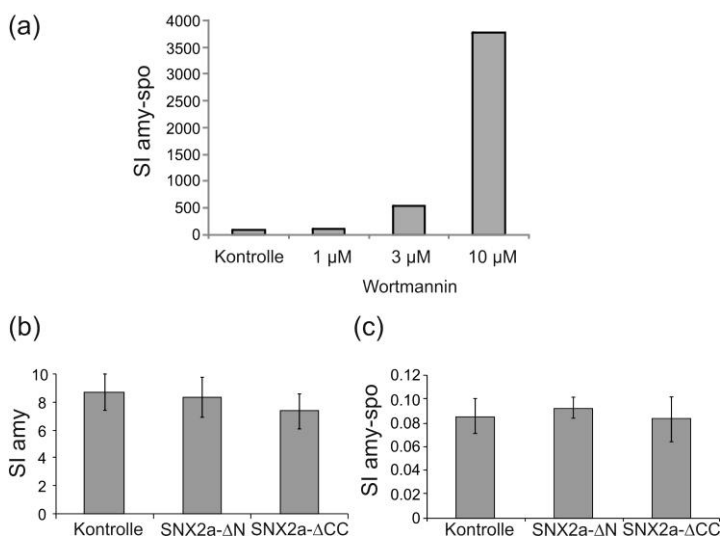 (a)
SI amy-spo
4000
3500
3000
2500
2000
1500
1000
500
0
Kontrolle 1 µM 3 µM 10 µM
Wortmannin
(b)
SI amy
10
8
6
4
2
0
Kontrolle SNX2a-ΔN SNX2a-ΔCC
(c)
SI amy-spo
0.12
0.10
0.08
0.06
0.04
0.02
0
Kontrolle SNX2a-ΔN SNX2a-ΔCC